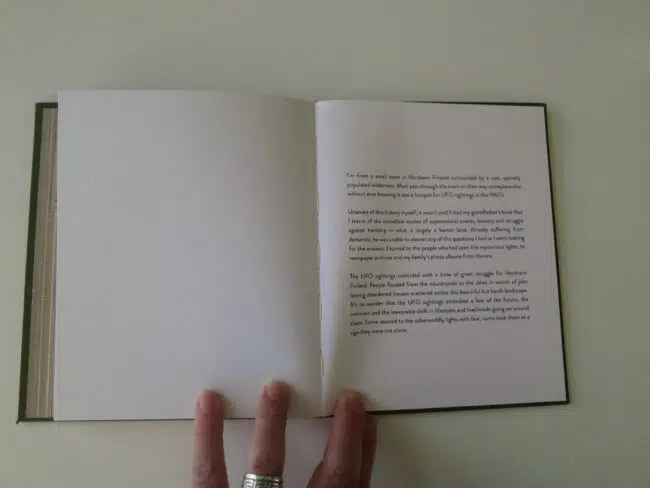 I'm from a small town in Northern Finland surrounded by a vast, sparsely
populated wilderness. Most pass through the town on their way someplace else
without ever knowing it was a hotspot for UFO sightings in the 1960's.
Unaware of this history myself, it wasn't until I read my grandfather's book that
I learnt of the incredible stories of supernatural events, bravery and struggle
against hardship in what is largely a barren land. Already suffering from
dementia, he was unable to answer any of the questions I had so I went looking
for the answers. I turned to the people who had seen the mysterious lights, to
newspaper archives and my family's photo albums from the era.
The UFO sightings coincided with a time of great struggle for Northern
Finland. People flooded from the countryside to the cities in search of jobs
leaving abandoned houses scattered across this beautiful but harsh landscape.
It's no wonder that the UFO sightings embodied a fear of the future, the
unknown and the inexorable shift in lifestyles and livelihoods going on around
them. Some reacted to the otherworldly lights with fear, some took them as a
sign they were not alone.